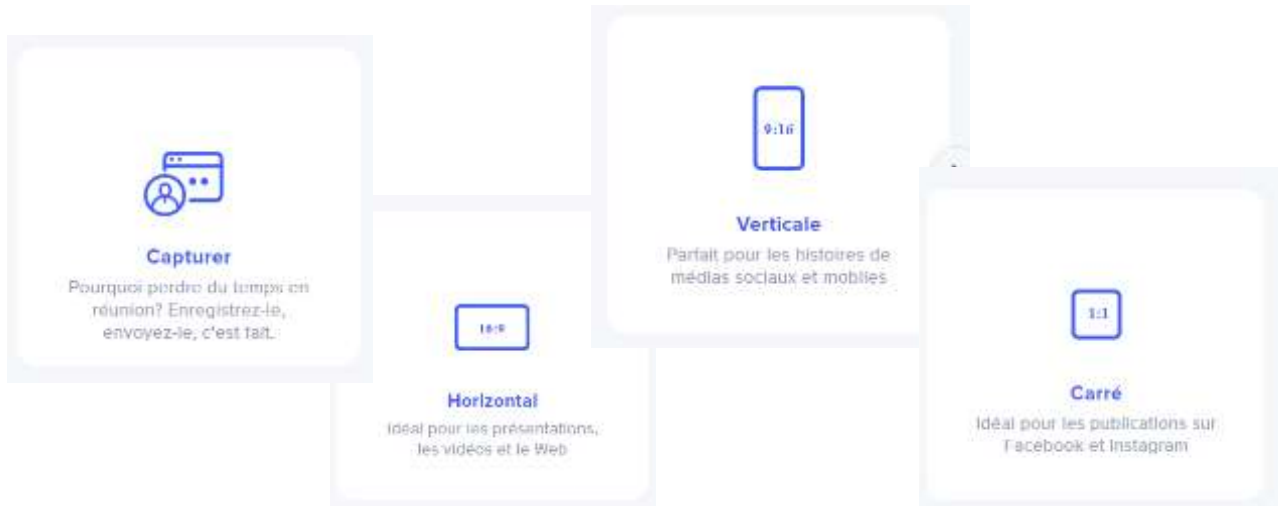 Capturer
Pourquoi perdre du temps en
réunion? Enregistrez-le,
envoyez-le, c'est fait.
16:9
Horizontal
Idéal pour les présentations,
les vidéos et le Web
9:16
Verticale
Parfait pour les histoires de
médias sociaux et mobiles
1:1
Carré
Idéal pour les publications sur
Facebook et Instagram